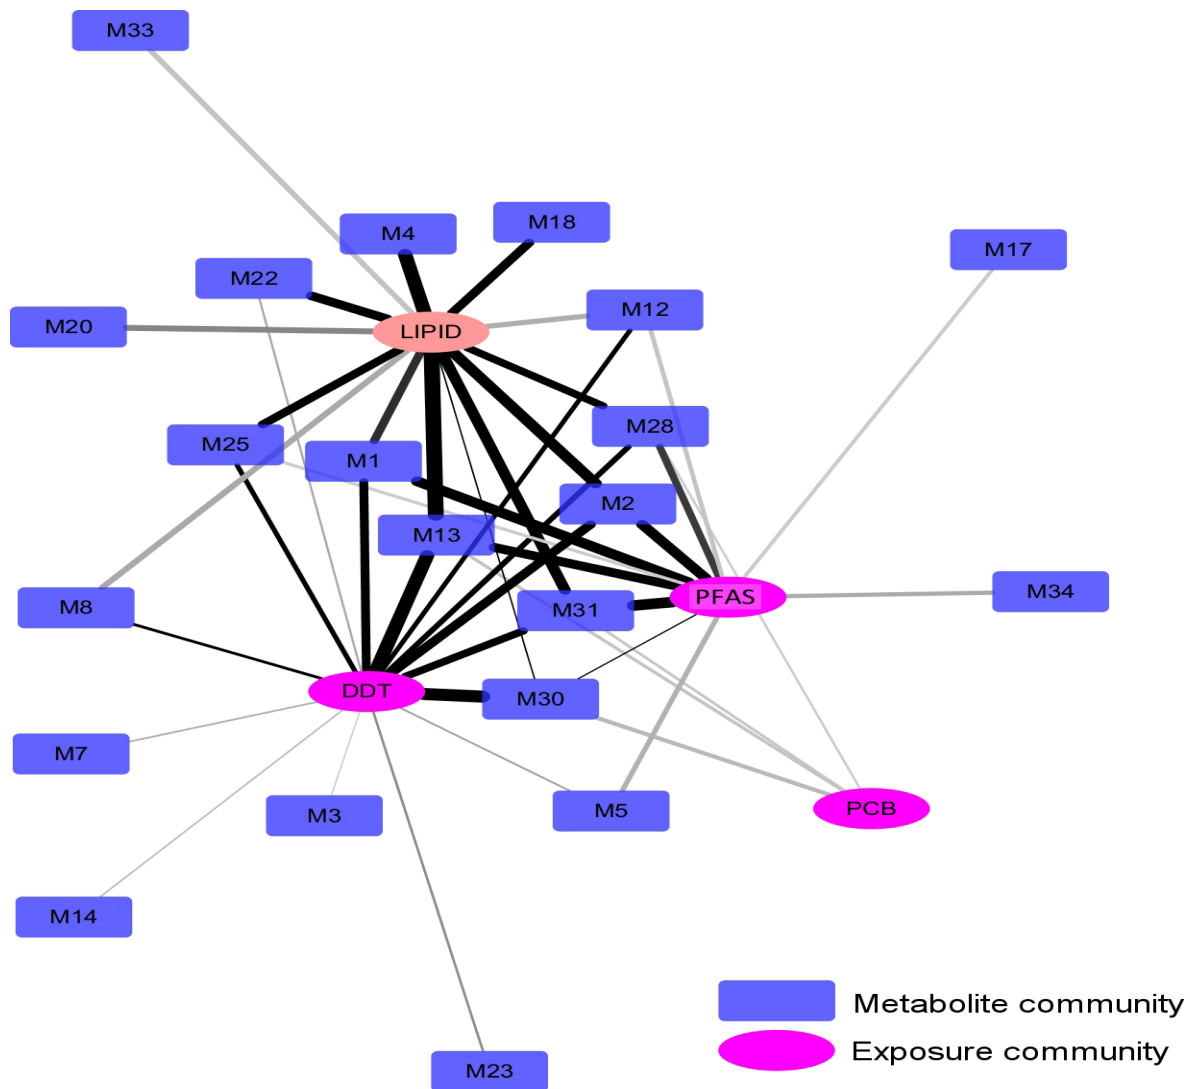 M33
M18
M4
M17
M22
M12
M20
LIPID
M28
M25
M1
M2
M13
M34
PFAS
M8
M31
DDT
M30
M7
M5
PCB
M3
M14
Metabolite community
Exposure community
M23